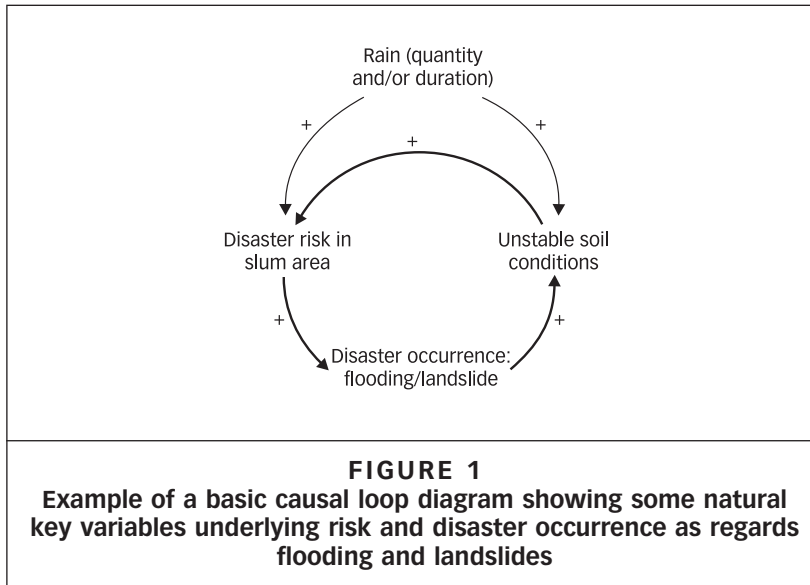 Rain (quantity
and/or duration)
+
+
+
Disaster risk in
slum area
Unstable soil
conditions
+
+
Disaster occurrence:
flooding/landslide
FIGURE 1
Example of a basic causal loop diagram showing some natural
key variables underlying risk and disaster occurrence as regards
flooding and landslides